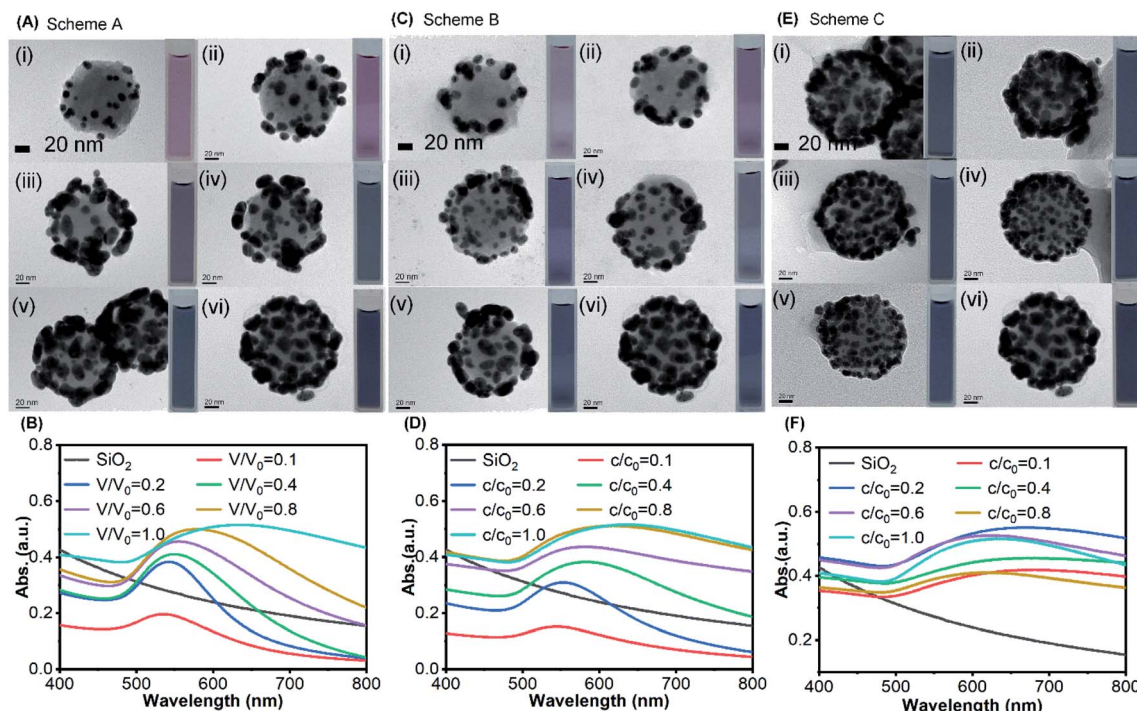 (A) Scheme A
(i)
(ii)
20 nm
20 nm
(iii)
(iv)
20 nm
20 nm
(v)
(vi)
20 nm
20 nm
(B)
0.8
0.6
0.4
0.2
0.0
SiO₂
V/V₀=0.1
V/V₀=0.2
V/V₀=0.4
V/V₀=0.6
V/V₀=0.8
V/V₀=1.0
Abs.(a.u.)
400 500 600 700 800
Wavelength (nm)
(C) Scheme B
(i)
(ii)
20 nm
20 nm
(iii)
(iv)
20 nm
20 nm
(v)
(vi)
20 nm
20 nm
(D)
0.8
0.6
0.4
0.2
0.0
SiO₂
c/c₀=0.1
c/c₀=0.2
c/c₀=0.4
c/c₀=0.6
c/c₀=0.8
c/c₀=1.0
Abs.(a.u.)
400 500 600 700 800
Wavelength (nm)
(E) Scheme C
(i)
(ii)
20 nm
20 nm
(iii)
(iv)
20 nm
20 nm
(v)
(vi)
20 nm
20 nm
(F)
0.8
0.6
0.4
0.2
SiO₂
c/c₀=0.1
c/c₀=0.2
c/c₀=0.4
c/c₀=0.6
c/c₀=0.8
c/c₀=1.0
Abs.(a.u.)
400 500 600 700 800
Wavelength (nm)